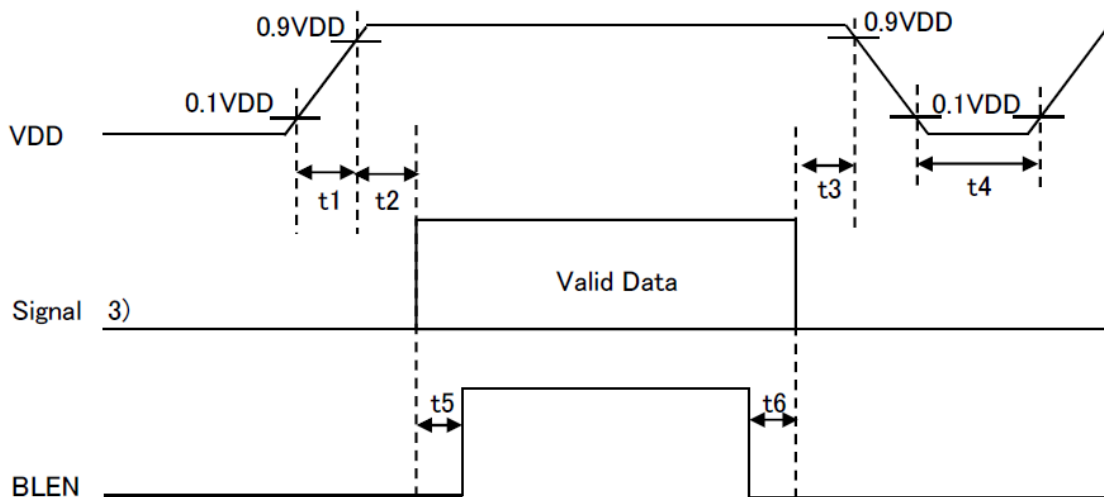 0.9VDD
0.9VDD
0.1VDD
0.1VDD
VDD
t1
t2
t3
t4
Valid Data
Signal 3)
t5
t6
BLEN